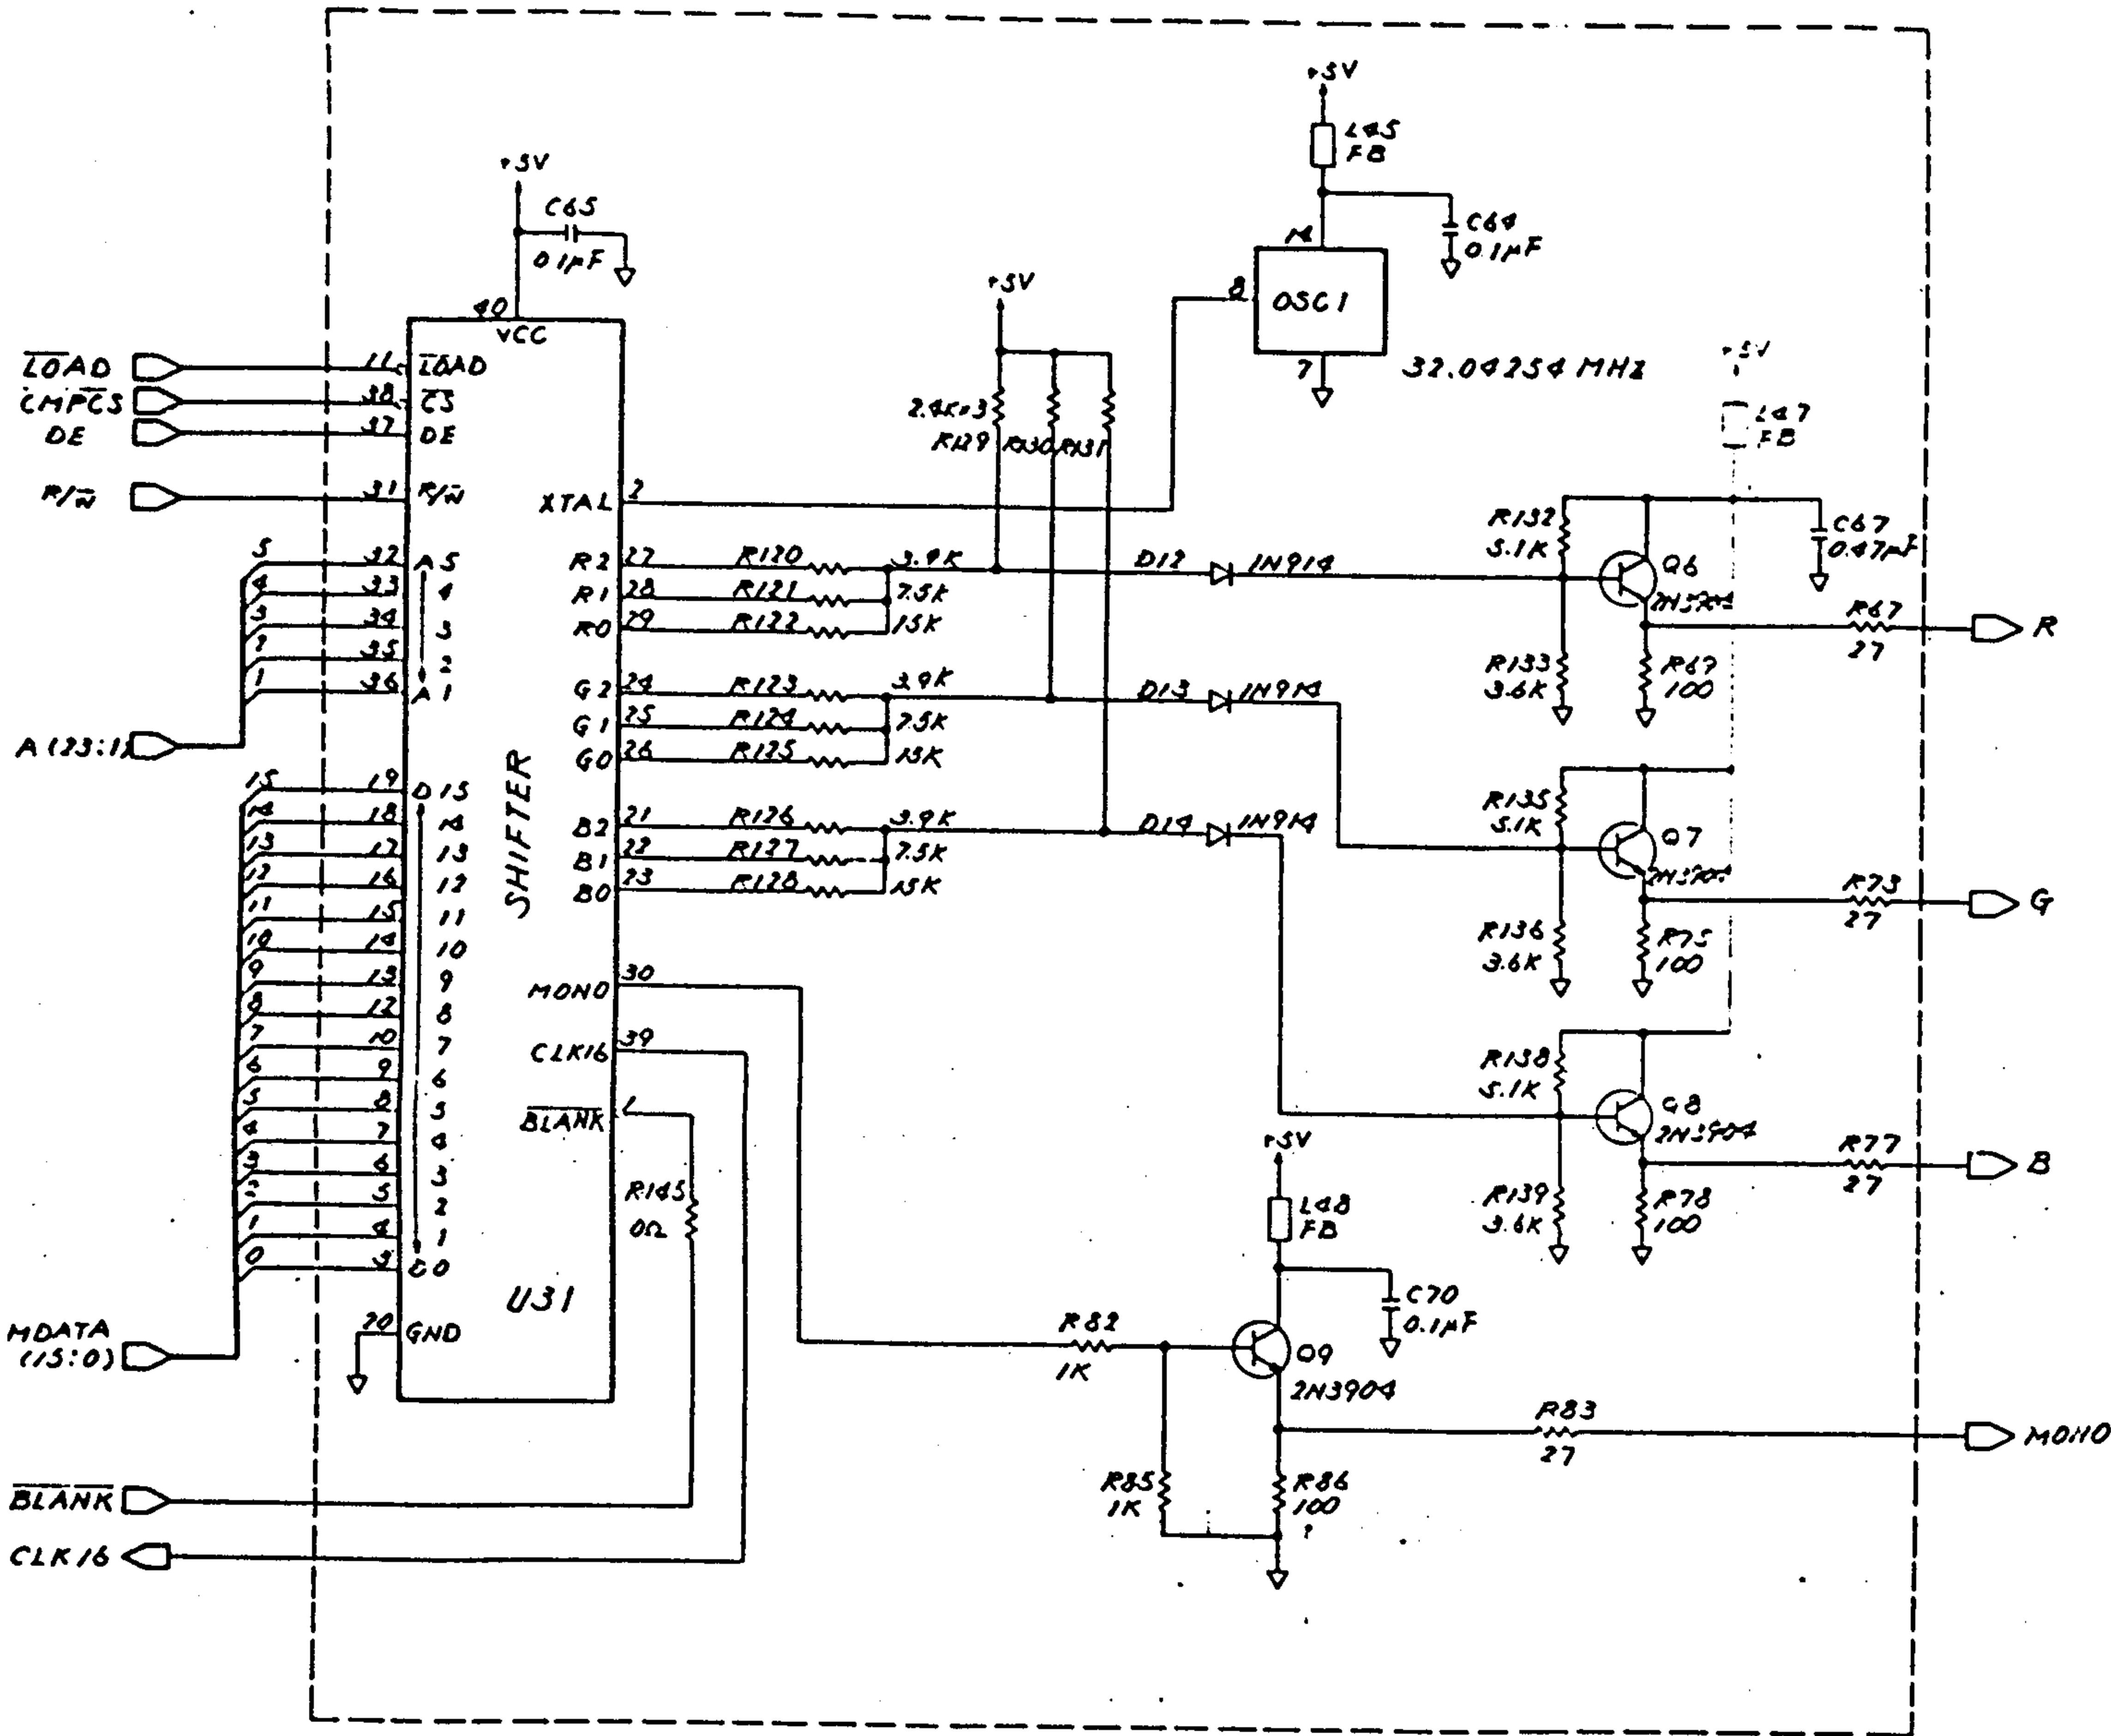 +5V
L45
FB
+5V
C65
0.1µF
C64
0.1µF
14
8
OSC1
7
32.04254 MHZ
+5V
40
VCC
L̅O̅A̅D̅
11
L̅O̅A̅D̅
C̅M̅P̅C̅S̅
38
C̅S̅
DE
37
DE
R/W̅
31
R/W̅
2.4K×3
R129
R130
R131
+5V
L47
FB
XTAL
2
5
32
A5
4
33
4
3
34
3
2
35
2
1
36
A1
A(23:1)
R2
27
R120
3.9K
R1
28
R121
7.5K
R0
29
R122
15K
D12
1N914
R132
5.1K
Q6
2N3904
C67
0.47µF
R67
27
R
R133
3.6K
R69
100
G2
24
R123
3.9K
G1
25
R124
7.5K
G0
26
R125
15K
D13
1N914
15
19
D15
14
18
14
13
17
13
12
16
12
11
15
11
10
14
10
9
13
9
8
12
8
7
10
7
6
9
6
5
8
5
4
7
4
3
6
3
2
5
2
1
4
1
0
3
D0
SHIFTER
B2
21
R126
3.9K
B1
22
R127
7.5K
B0
23
R128
15K
D14
1N914
R135
5.1K
Q7
2N3904
R73
27
G
R136
3.6K
R75
100
MONO
30
CLK16
39
B̅L̅A̅N̅K̅
1
R145
0Ω
R138
5.1K
Q8
2N3904
R77
27
B
R139
3.6K
R78
100
+5V
L48
FB
C70
0.1µF
U31
20
GND
MDATA
(15:0)
R82
1K
Q9
2N3904
R83
27
MONO
R85
1K
R86
100
B̅L̅A̅N̅K̅
CLK16